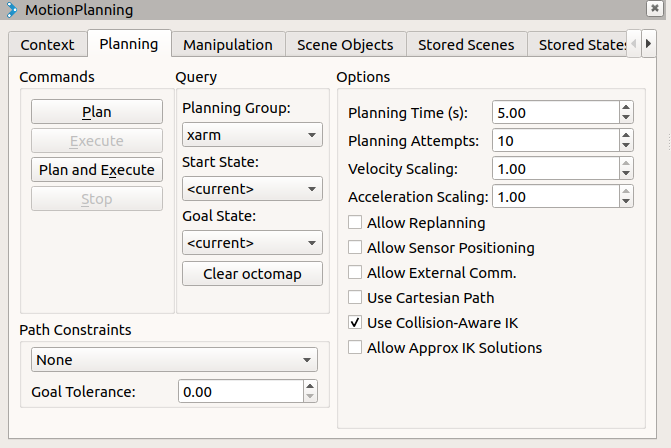 MotionPlanning
Context
Planning
Manipulation
Scene Objects
Stored Scenes
Stored States
Commands
Plan
Execute
Plan and Execute
Stop
Query
Planning Group:
xarm
Start State:
<current>
Goal State:
<current>
Clear octomap
Options
Planning Time (s): 5.00
Planning Attempts: 10
Velocity Scaling: 1.00
Acceleration Scaling: 1.00
Allow Replanning
Allow Sensor Positioning
Allow External Comm.
Use Cartesian Path
Use Collision-Aware IK
Allow Approx IK Solutions
Path Constraints
None
Goal Tolerance: 0.00